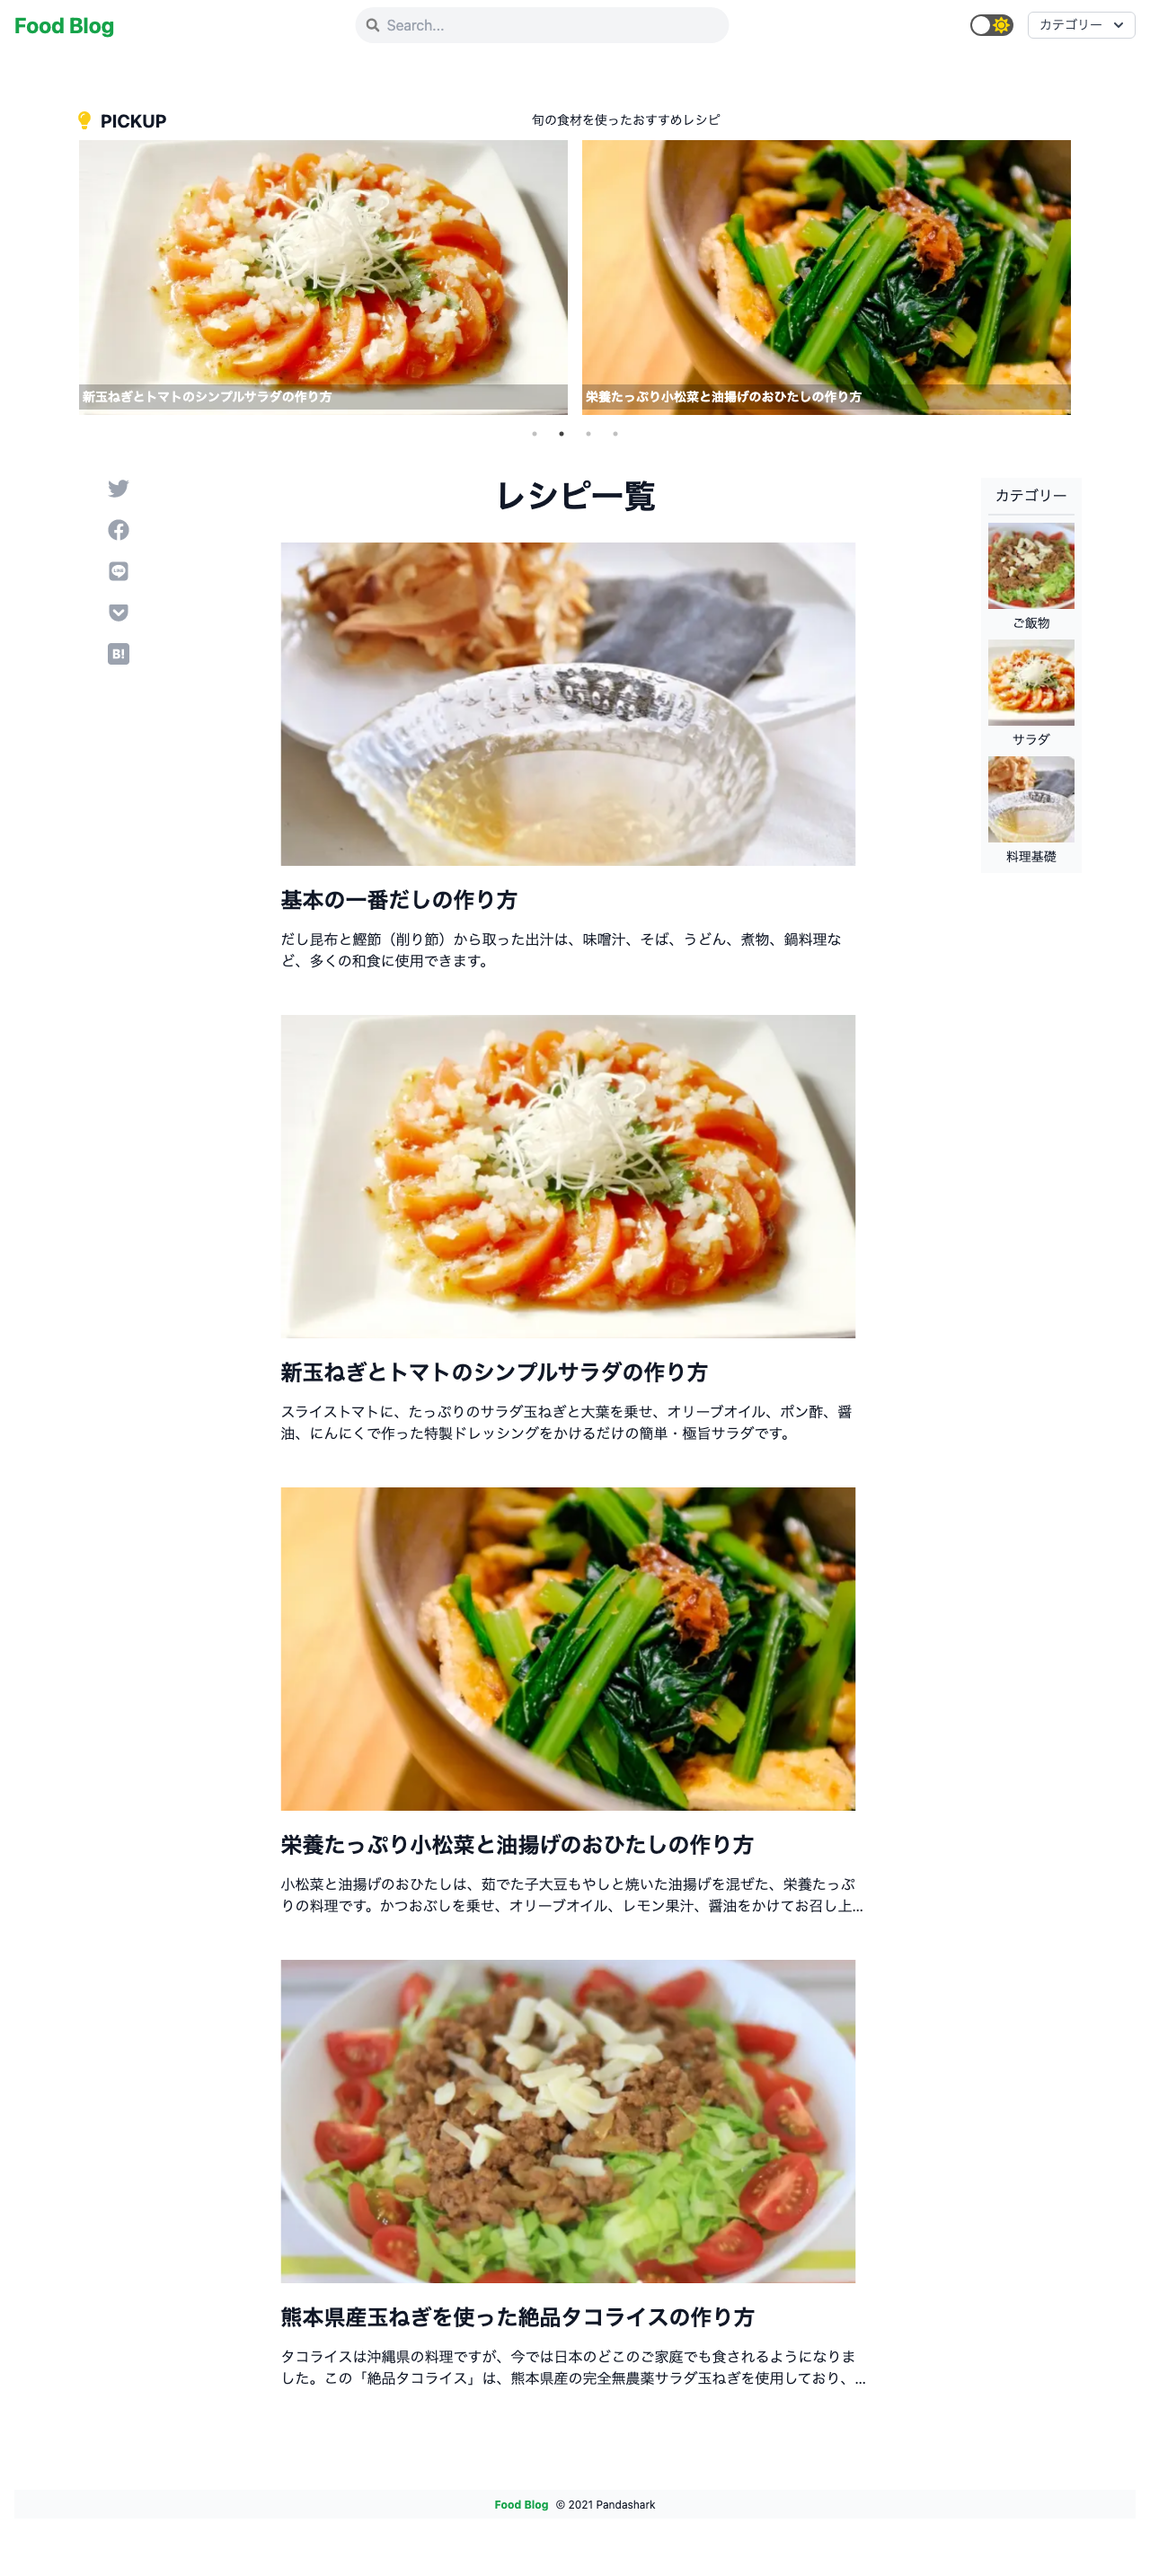 Food Blog
Search...
カテゴリー
PICKUP
旬の食材を使ったおすすめレシピ
新玉ねぎとトマトのシンプルサラダの作り方
栄養たっぷり小松菜と油揚げのおひたしの作り方
レシピ一覧
カテゴリー
ご飯物
サラダ
料理基礎
LINE
B!
基本の一番だしの作り方
だし昆布と鰹節（削り節）から取った出汁は、味噌汁、そば、うどん、煮物、鍋料理な
ど、多くの和食に使用できます。
新玉ねぎとトマトのシンプルサラダの作り方
スライストマトに、たっぷりのサラダ玉ねぎと大葉を乗せ、オリーブオイル、ポン酢、醤
油、にんにくで作った特製ドレッシングをかけるだけの簡単・極旨サラダです。
栄養たっぷり小松菜と油揚げのおひたしの作り方
小松菜と油揚げのおひたしは、茹でた子大豆もやしと焼いた油揚げを混ぜた、栄養たっぷ
りの料理です。かつおぶしを乗せ、オリーブオイル、レモン果汁、醤油をかけてお召し上...
熊本県産玉ねぎを使った絶品タコライスの作り方
タコライスは沖縄県の料理ですが、今では日本のどこのご家庭でも食されるようになりま
した。この「絶品タコライス」は、熊本県産の完全無農薬サラダ玉ねぎを使用しており、...
Food Blog © 2021 Pandashark